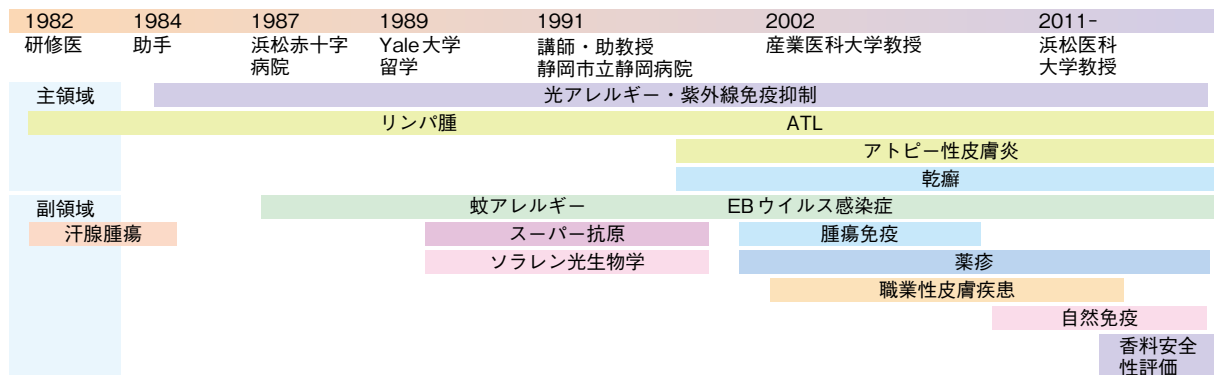 1982 1984 1987 1989 1991 2002 2011-
研修医 助手 浜松赤十字 Yale大学 講師・助教授 産業医科大学教授 浜松医科
病院 留学 静岡市立静岡病院 大学教授
主領域 光アレルギー・紫外線免疫抑制
リンパ腫 ATL
アトピー性皮膚炎
乾癬
副領域 蚊アレルギー EBウイルス感染症
汗腺腫瘍 スーパー抗原 腫瘍免疫
ソラレン光生物学 薬疹
職業性皮膚疾患
自然免疫
香料安全
性評価